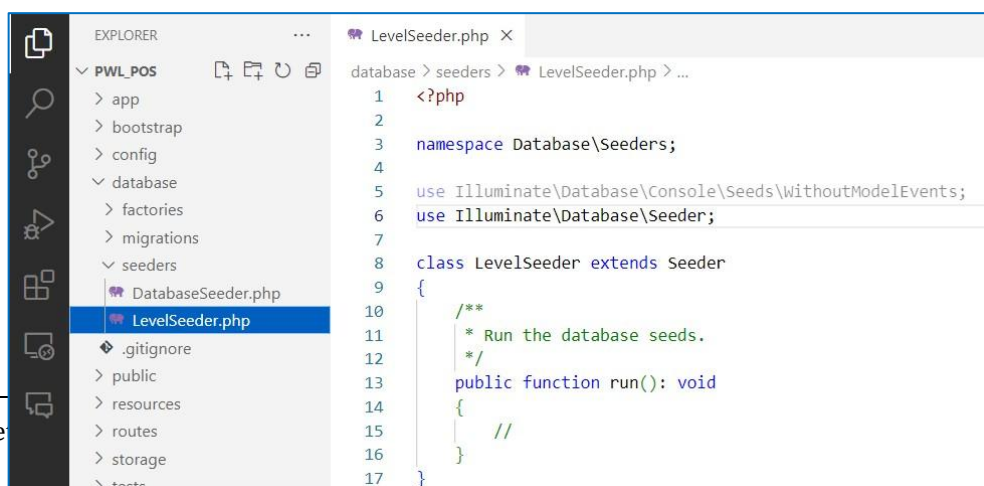 EXPLORER
PWL_POS
app
bootstrap
config
database
factories
migrations
seeders
DatabaseSeeder.php
LevelSeeder.php
.gitignore
public
resources
routes
storage
tests
LevelSeeder.php ×
database > seeders > LevelSeeder.php > ...
1 <?php
2
3 namespace Database\Seeders;
4
5 use Illuminate\Database\Console\Seeds\WithoutModelEvents;
6 use Illuminate\Database\Seeder;
7
8 class LevelSeeder extends Seeder
9 {
10 /**
11 * Run the database seeds.
12 */
13 public function run(): void
14 {
15 //
16 }
17 }